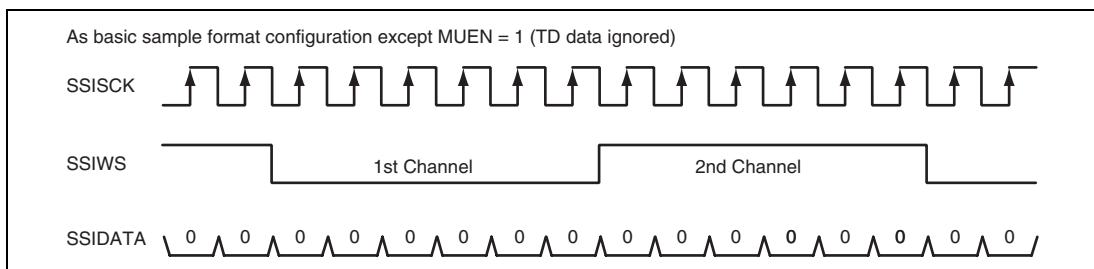 As basic sample format configuration except MUEN = 1 (TD data ignored)
SSISCK
SSIWS 1st Channel 2nd Channel
SSIDATA 0 0 0 0 0 0 0 0 0 0 0 0 0 0 0 0